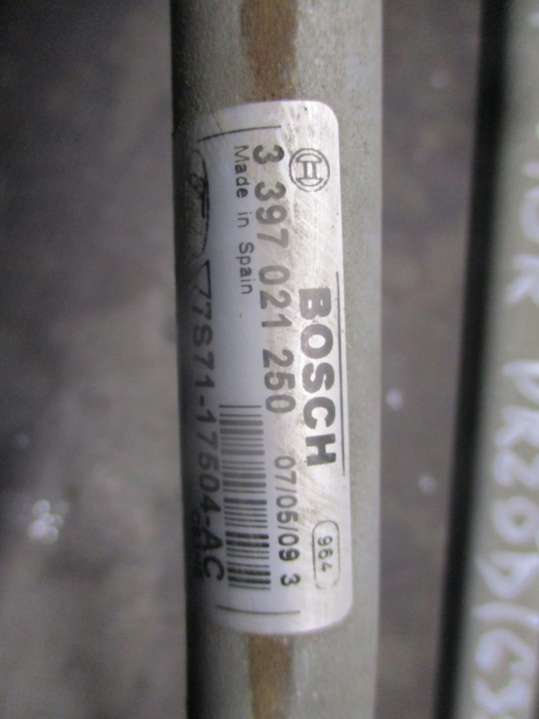 BOSCH
964
3 397 021 250
07/05/09 3
Made in Spain
7S71-17504-AC